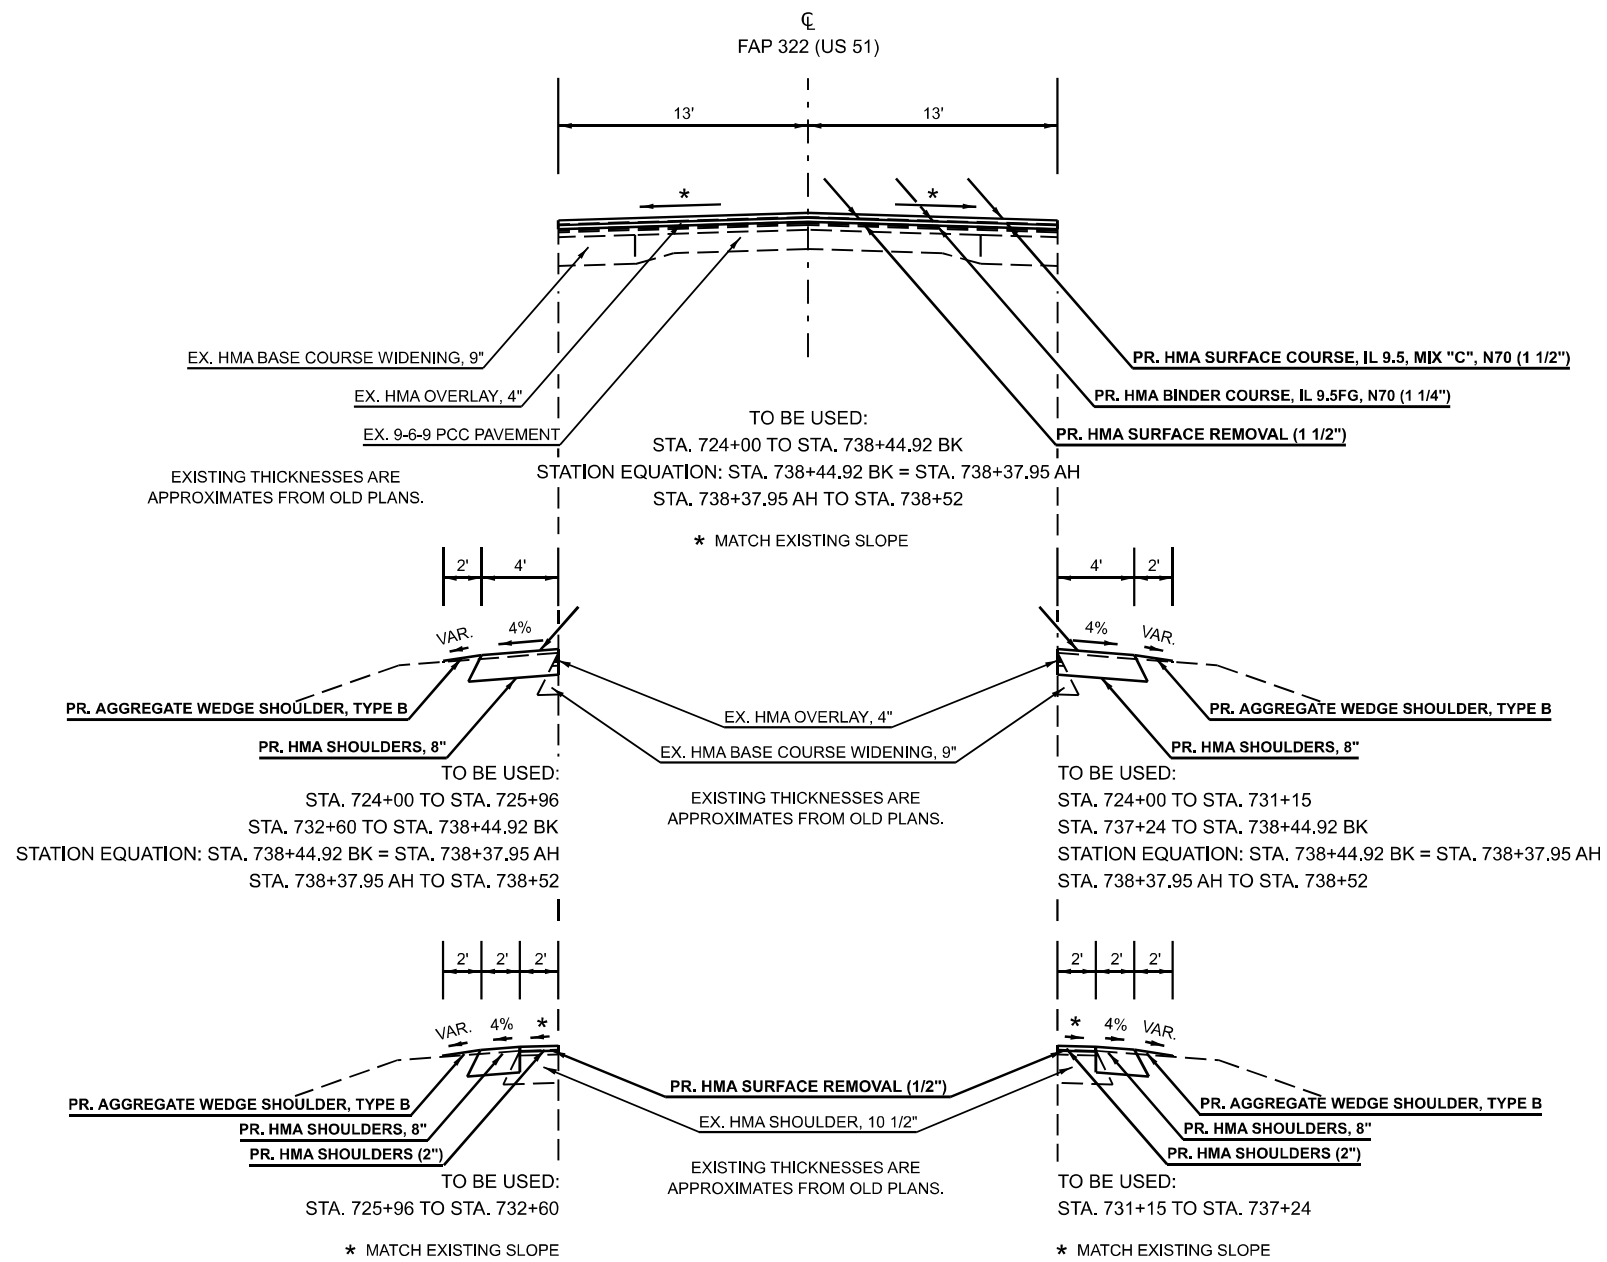 ℄
FAP 322 (US 51)
13'
13'
*
*
EX. HMA BASE COURSE WIDENING, 9"
EX. HMA OVERLAY, 4"
EX. 9-6-9 PCC PAVEMENT
PR. HMA SURFACE COURSE, IL 9.5, MIX "C", N70 (1 1/2")
PR. HMA BINDER COURSE, IL 9.5FG, N70 (1 1/4")
PR. HMA SURFACE REMOVAL (1 1/2")
EXISTING THICKNESSES ARE
APPROXIMATES FROM OLD PLANS.
TO BE USED:
STA. 724+00 TO STA. 738+44.92 BK
STATION EQUATION: STA. 738+44.92 BK = STA. 738+37.95 AH
STA. 738+37.95 AH TO STA. 738+52
* MATCH EXISTING SLOPE
2'
4'
4'
2'
VAR.
4%
4%
VAR.
PR. AGGREGATE WEDGE SHOULDER, TYPE B
PR. HMA SHOULDERS, 8"
EX. HMA OVERLAY, 4"
EX. HMA BASE COURSE WIDENING, 9"
PR. AGGREGATE WEDGE SHOULDER, TYPE B
PR. HMA SHOULDERS, 8"
TO BE USED:
STA. 724+00 TO STA. 725+96
STA. 732+60 TO STA. 738+44.92 BK
STATION EQUATION: STA. 738+44.92 BK = STA. 738+37.95 AH
STA. 738+37.95 AH TO STA. 738+52
EXISTING THICKNESSES ARE
APPROXIMATES FROM OLD PLANS.
TO BE USED:
STA. 724+00 TO STA. 731+15
STA. 737+24 TO STA. 738+44.92 BK
STATION EQUATION: STA. 738+44.92 BK = STA. 738+37.95 AH
STA. 738+37.95 AH TO STA. 738+52
2'
2'
2'
2'
2'
2'
VAR.
4%
*
*
4%
VAR.
PR. AGGREGATE WEDGE SHOULDER, TYPE B
PR. HMA SHOULDERS, 8"
PR. HMA SHOULDERS (2")
PR. HMA SURFACE REMOVAL (1/2")
EX. HMA SHOULDER, 10 1/2"
PR. AGGREGATE WEDGE SHOULDER, TYPE B
PR. HMA SHOULDERS, 8"
PR. HMA SHOULDERS (2")
TO BE USED:
STA. 725+96 TO STA. 732+60
* MATCH EXISTING SLOPE
EXISTING THICKNESSES ARE
APPROXIMATES FROM OLD PLANS.
TO BE USED:
STA. 731+15 TO STA. 737+24
* MATCH EXISTING SLOPE